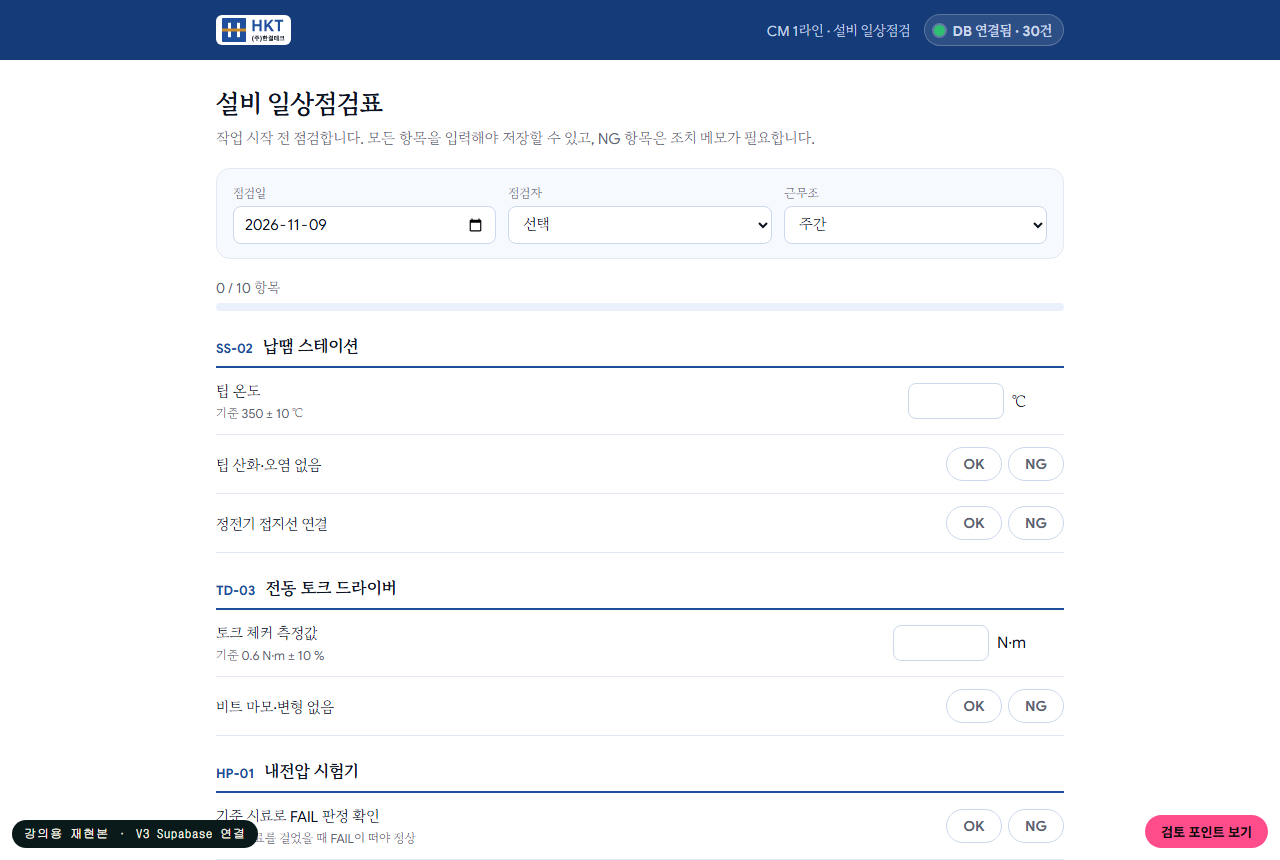 HKT
(주)한결테크
CM 1라인 · 설비 일상점검
DB 연결됨 · 30건
설비 일상점검표
작업 시작 전 점검합니다. 모든 항목을 입력해야 저장할 수 있고, NG 항목은 조치 메모가 필요합니다.
점검일
점검자
근무조
2026-11-09
선택
주간
0 / 10 항목
SS-02 납땜 스테이션
팁 온도
기준 350 ± 10 ℃
℃
팁 산화·오염 없음
OK
NG
정전기 접지선 연결
OK
NG
TD-03 전동 토크 드라이버
토크 체커 측정값
기준 0.6 N·m ± 10 %
N·m
비트 마모·변형 없음
OK
NG
HP-01 내전압 시험기
기준 시료로 FAIL 판정 확인
료를 걸었을 때 FAIL이 떠야 정상
OK
NG
강의용 재현본 · V3 Supabase 연결
검토 포인트 보기